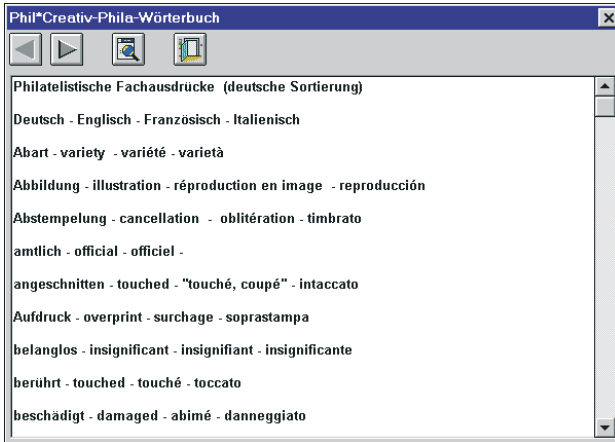 Phil*Creativ-Phila-Wörterbuch
Philatelistische Fachausdrücke (deutsche Sortierung)
Deutsch - Englisch - Französisch - Italienisch
Abart - variety - variété - varietà
Abbildung - illustration - réproduction en image - reproducción
Abstempelung - cancellation - oblitération - timbrato
amtlich - official - officiel -
angeschnitten - touched - "touché, coupé" - intaccato
Aufdruck - overprint - surchage - soprastampa
belanglos - insignificant - insignifiant - insignificante
berührt - touched - touché - toccato
beschädigt - damaged - abimé - danneggiato